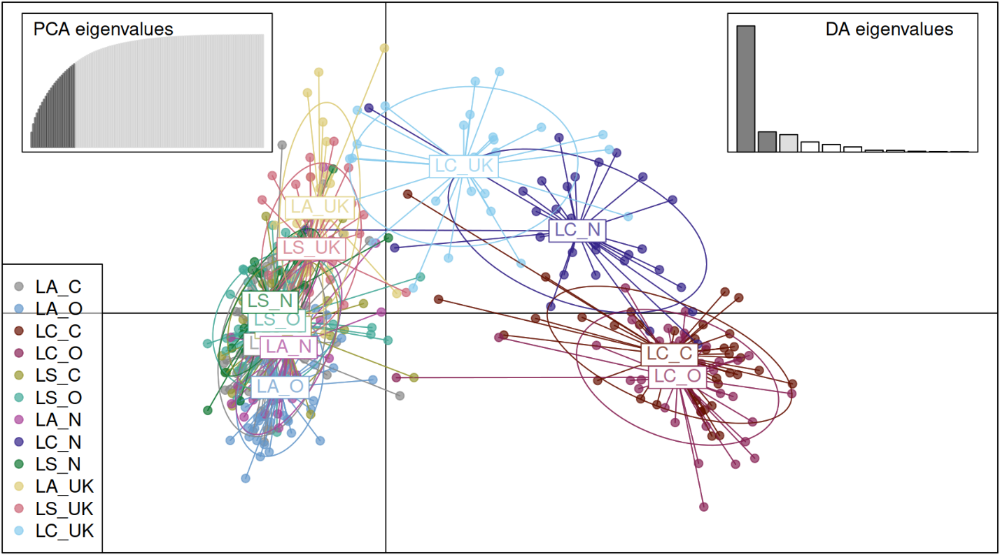 PCA eigenvalues
DA eigenvalues
LC_UK
LA_UK
LC_N
LS_UK
LS_N
LS_O
LA_N
LC_C
LC_O
LA_O
LA_C
LA_O
LC_C
LC_O
LS_C
LS_O
LA_N
LC_N
LS_N
LA_UK
LS_UK
LC_UK